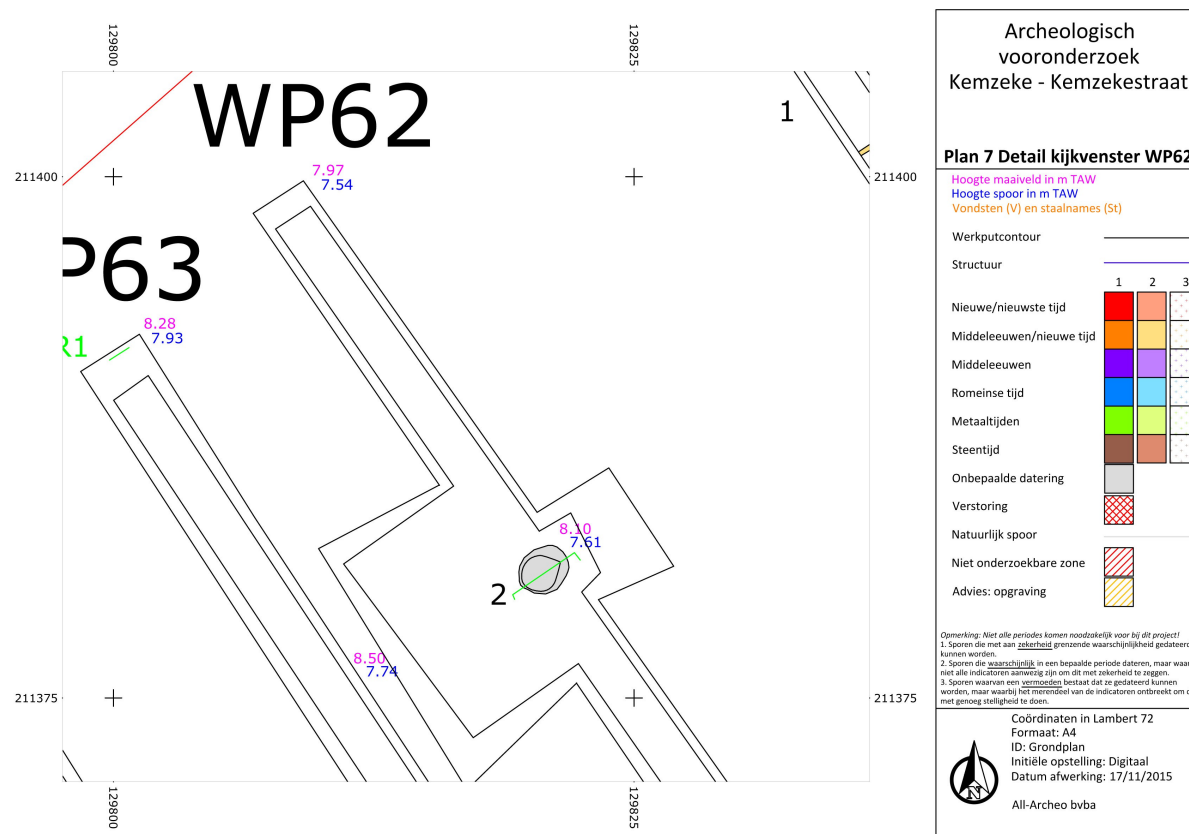 129800
129825
WP62
1
211400
211400
7.97
7.54
P63
8.28
7.93
R1
8.10
7.61
2
8.50
7.74
211375
211375
129800
129825
Archeologisch
vooronderzoek
Kemzeke - Kemzekestraat
Plan 7 Detail kijkvenster WP62
Hoogte maaiveld in m TAW
Hoogte spoor in m TAW
Vondsten (V) en staalnames (St)
Werkputcontour
Structuur
1 2 3
Nieuwe/nieuwste tijd
Middeleeuwen/nieuwe tijd
Middeleeuwen
Romeinse tijd
Metaaltijden
Steentijd
Onbepaalde datering
Verstoring
Natuurlijk spoor
Niet onderzoekbare zone
Advies: opgraving
Opmerking: Niet alle periodes komen noodzakelijk voor bij dit project!
1. Sporen die met aan zekerheid grenzende waarschijnlijkheid gedateerd
kunnen worden.
2. Sporen die waarschijnlijk in een bepaalde periode dateren, maar waar
niet alle indicatoren aanwezig zijn om dit met zekerheid te zeggen.
3. Sporen waarvan een vermoeden bestaat dat ze gedateerd kunnen
worden, maar waarbij het merendeel van de indicatoren ontbreekt om
met genoeg stelligheid te doen.
Coördinaten in Lambert 72
Formaat: A4
ID: Grondplan
Initiële opstelling: Digitaal
Datum afwerking: 17/11/2015
N
All-Archeo bvba